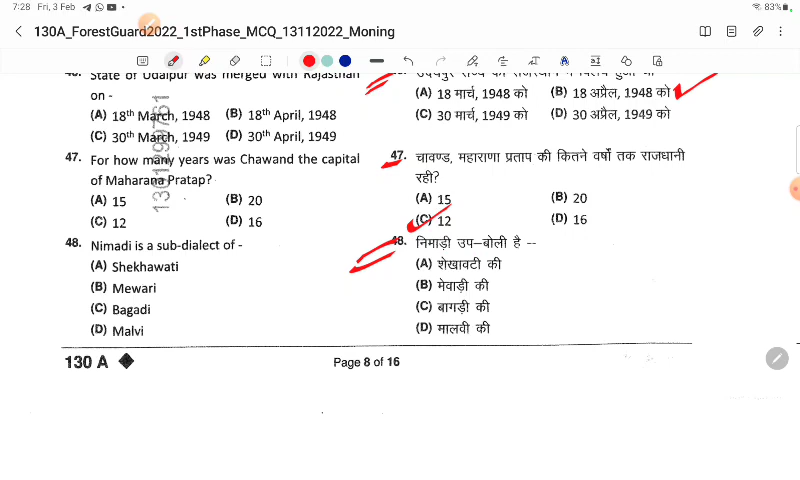 7:28 Fri, 3 Feb
83%
130A_ForestGuard2022_1stPhase_MCQ_13112022_Moning
State of Udaipur was merged with Rajasthan
on -
(A) 18th March, 1948 (B) 18th April, 1948
(C) 30th March, 1949 (D) 30th April, 1949
47. For how many years was Chawand the capital
of Maharana Pratap?
(A) 15 (B) 20
(C) 12 (D) 16
48. Nimadi is a sub-dialect of -
(A) Shekhawati
(B) Mewari
(C) Bagadi
(D) Malvi
(A) 18 मार्च, 1948 को (B) 18 अप्रैल, 1948 को
(C) 30 मार्च, 1949 को (D) 30 अप्रैल, 1949 को
47. चावण्ड, महाराणा प्रताप की कितने वर्षों तक राजधानी
रही?
(A) 15 (B) 20
(C) 12 (D) 16
48. निमाड़ी उप–बोली है --
(A) शेखावटी की
(B) मेवाड़ी की
(C) बागड़ी की
(D) मालवी की
130 A
Page 8 of 16